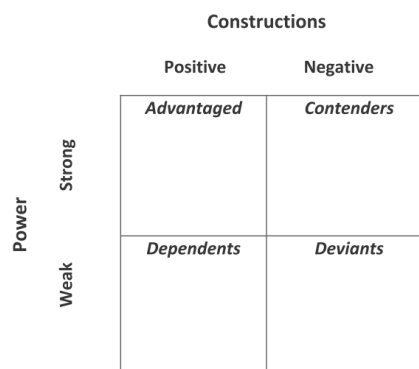 Constructions
Positive Negative
Advantaged Contenders
Strong
Power
Dependents Deviants
Weak